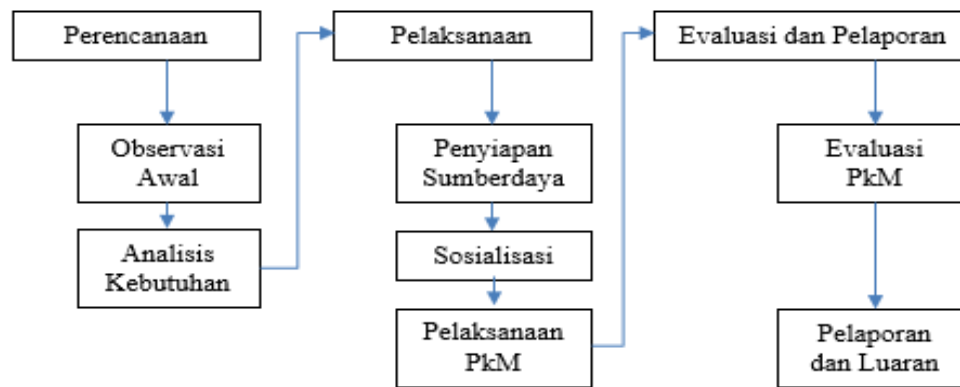 Perencanaan
Observasi
Awal
Analisis
Kebutuhan
Pelaksanaan
Penyiapan
Sumberdaya
Sosialisasi
Pelaksanaan
PkM
Evaluasi dan Pelaporan
Evaluasi
PkM
Pelaporan
dan Luaran